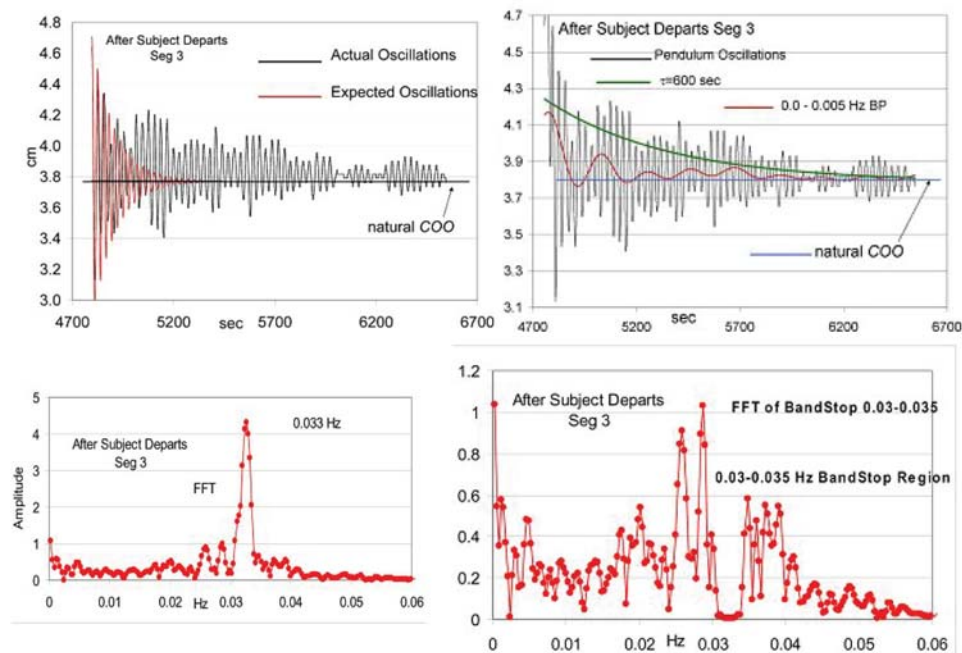 4.8
4.6
4.4
4.2
4.0
3.8
3.6
3.4
3.2
3.0
cm
After Subject Departs
Seg 3
Actual Oscillations
Expected Oscillations
natural COO
4700 5200 sec 5700 6200 6700
4.7
4.5
4.3
4.1
3.9
3.7
3.5
3.3
3.1
After Subject Departs Seg 3
Pendulum Oscillations
τ=600 sec
0.0 - 0.005 Hz BP
natural COO
4700 5200 sec 5700 6200 6700
5
4
3
2
1
0
Amplitude
After Subject Departs
Seg 3
0.033 Hz
FFT
0 0.01 0.02 0.03 0.04 0.05 0.06
Hz
1.2
1
0.8
0.6
0.4
0.2
0
After Subject Departs
Seg 3
FFT of BandStop 0.03-0.035
0.03-0.035 Hz BandStop Region
0 0.01 0.02 0.03 Hz 0.04 0.05 0.06